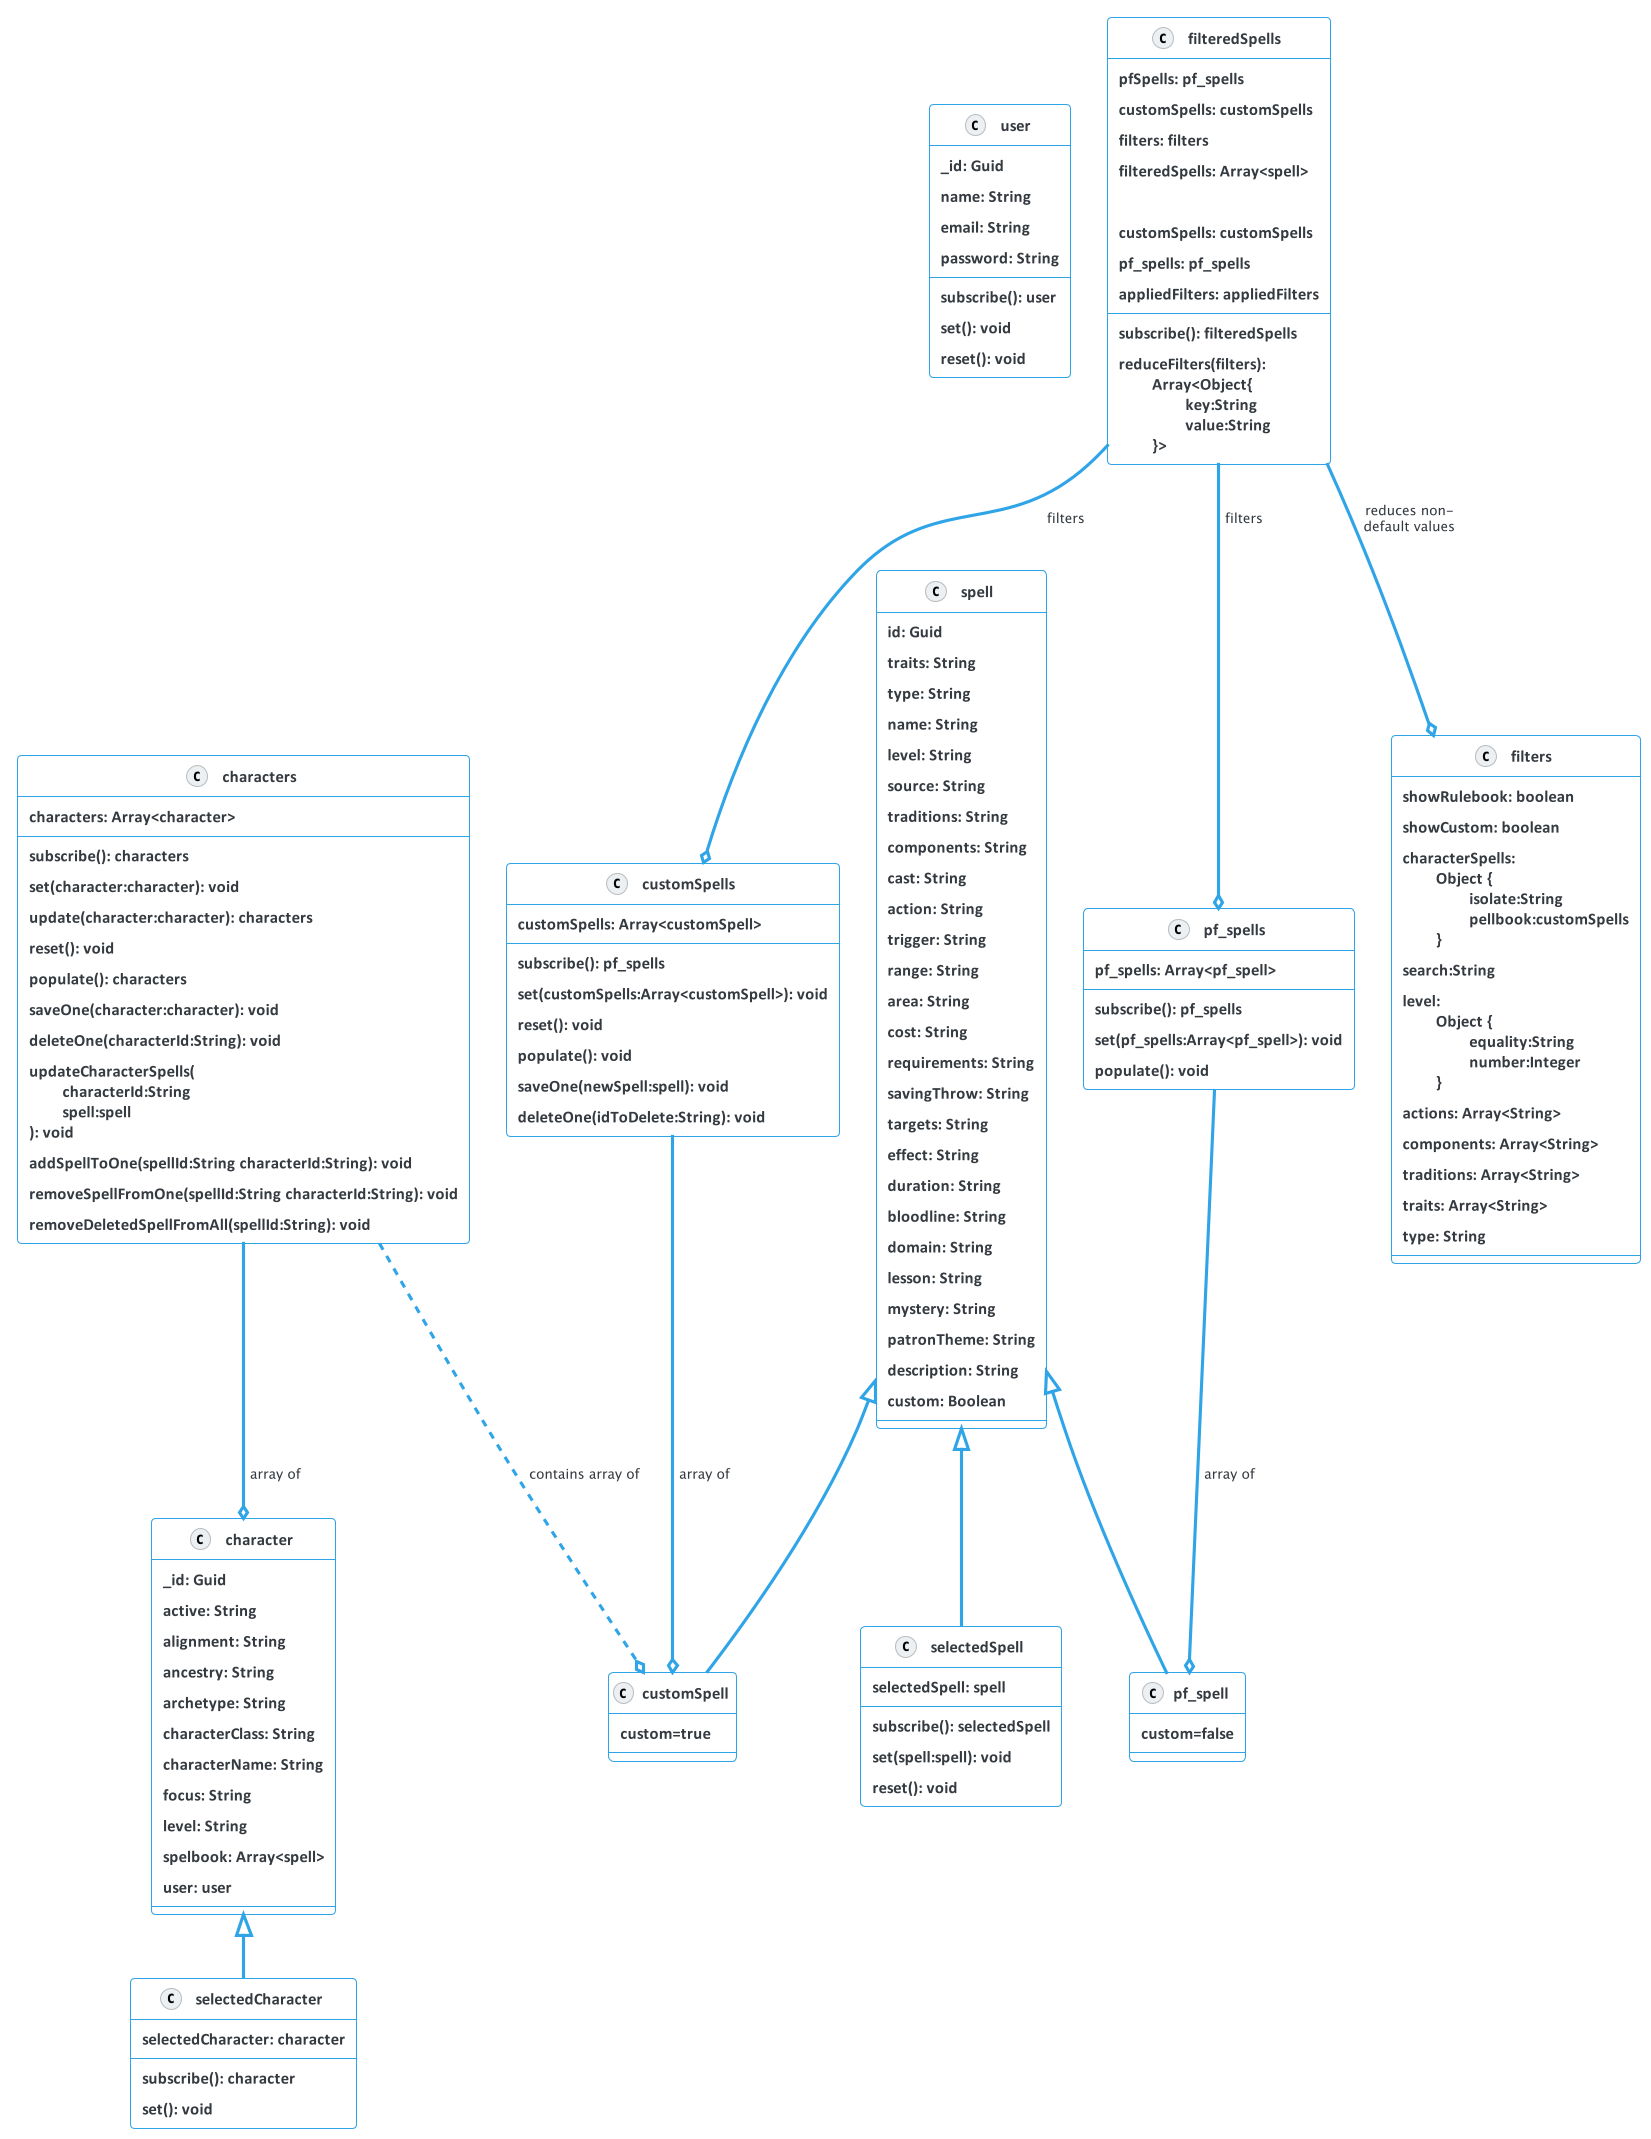 C filteredSpells
pfSpells: pf_spells
customSpells: customSpells
filters: filters
filteredSpells: Array<spell>
customSpells: customSpells
pf_spells: pf_spells
appliedFilters: appliedFilters
subscribe(): filteredSpells
reduceFilters(filters):
Array<Object{
key:String
value:String
}>
C user
_id: Guid
name: String
email: String
password: String
subscribe(): user
set(): void
reset(): void
filters
filters
reduces non-
default values
C spell
id: Guid
traits: String
type: String
name: String
level: String
source: String
traditions: String
components: String
cast: String
action: String
trigger: String
range: String
area: String
cost: String
requirements: String
savingThrow: String
targets: String
effect: String
duration: String
bloodline: String
domain: String
lesson: String
mystery: String
patronTheme: String
description: String
custom: Boolean
C filters
showRulebook: boolean
showCustom: boolean
characterSpells:
Object {
isolate:String
pellbook:customSpells
}
search:String
level:
Object {
equality:String
number:Integer
}
actions: Array<String>
components: Array<String>
traditions: Array<String>
traits: Array<String>
type: String
C characters
characters: Array<character>
subscribe(): characters
set(character:character): void
update(character:character): characters
reset(): void
populate(): characters
saveOne(character:character): void
deleteOne(characterId:String): void
updateCharacterSpells(
characterId:String
spell:spell
): void
addSpellToOne(spellId:String characterId:String): void
removeSpellFromOne(spellId:String characterId:String): void
removeDeletedSpellFromAll(spellId:String): void
C customSpells
customSpells: Array<customSpell>
subscribe(): pf_spells
set(customSpells:Array<customSpell>): void
reset(): void
populate(): void
saveOne(newSpell:spell): void
deleteOne(idToDelete:String): void
C pf_spells
pf_spells: Array<pf_spell>
subscribe(): pf_spells
set(pf_spells:Array<pf_spell>): void
populate(): void
array of
contains array of
array of
array of
C character
_id: Guid
active: String
alignment: String
ancestry: String
archetype: String
characterClass: String
characterName: String
focus: String
level: String
spelbook: Array<spell>
user: user
C customSpell
custom=true
C selectedSpell
selectedSpell: spell
subscribe(): selectedSpell
set(spell:spell): void
reset(): void
C pf_spell
custom=false
C selectedCharacter
selectedCharacter: character
subscribe(): character
set(): void